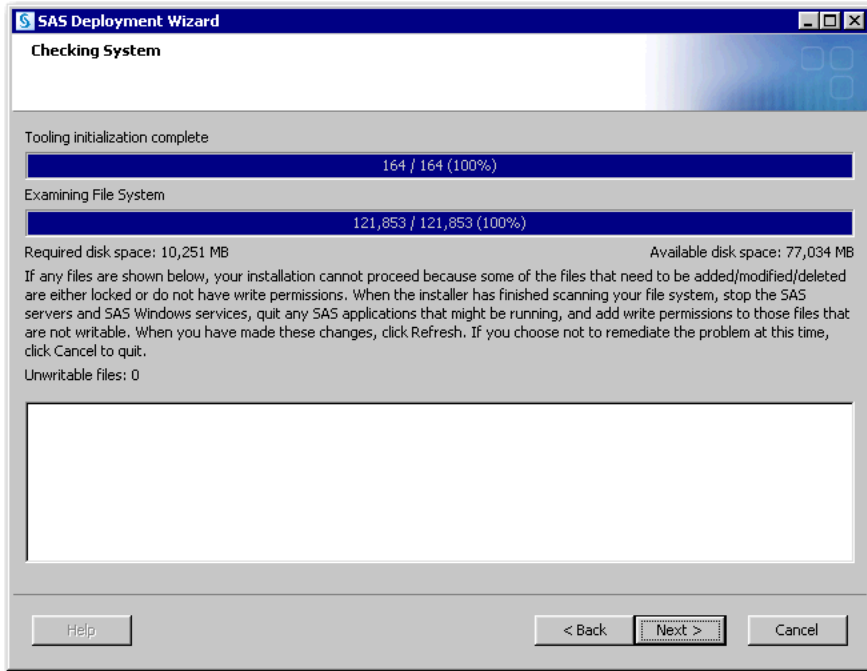 SAS Deployment Wizard
Checking System
Tooling initialization complete
164 / 164 (100%)
Examining File System
121,853 / 121,853 (100%)
Required disk space: 10,251 MB Available disk space: 77,034 MB
If any files are shown below, your installation cannot proceed because some of the files that need to be added/modified/deleted
are either locked or do not have write permissions. When the installer has finished scanning your file system, stop the SAS
servers and SAS Windows services, quit any SAS applications that might be running, and add write permissions to those files that
are not writable. When you have made these changes, click Refresh. If you choose not to remediate the problem at this time,
click Cancel to quit.
Unwritable files: 0
Help < Back Next > Cancel